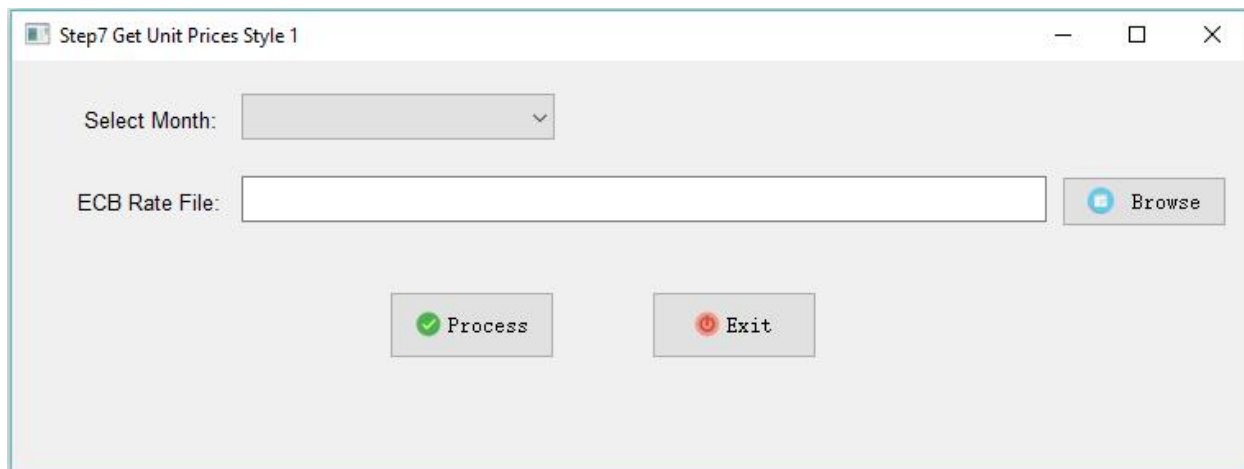 Step7 Get Unit Prices Style 1
Select Month:
ECB Rate File:
Browse
Process
Exit